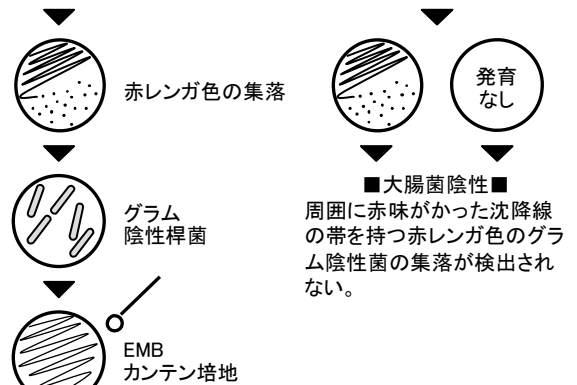 赤レンガ色の集落
発育
なし
グラム
陰性桿菌
■大腸菌陰性■
周囲に赤味がかった沈降線
の帯を持つ赤レンガ色のグラ
ム陰性菌の集落が検出され
ない。
EMB
カンテン培地